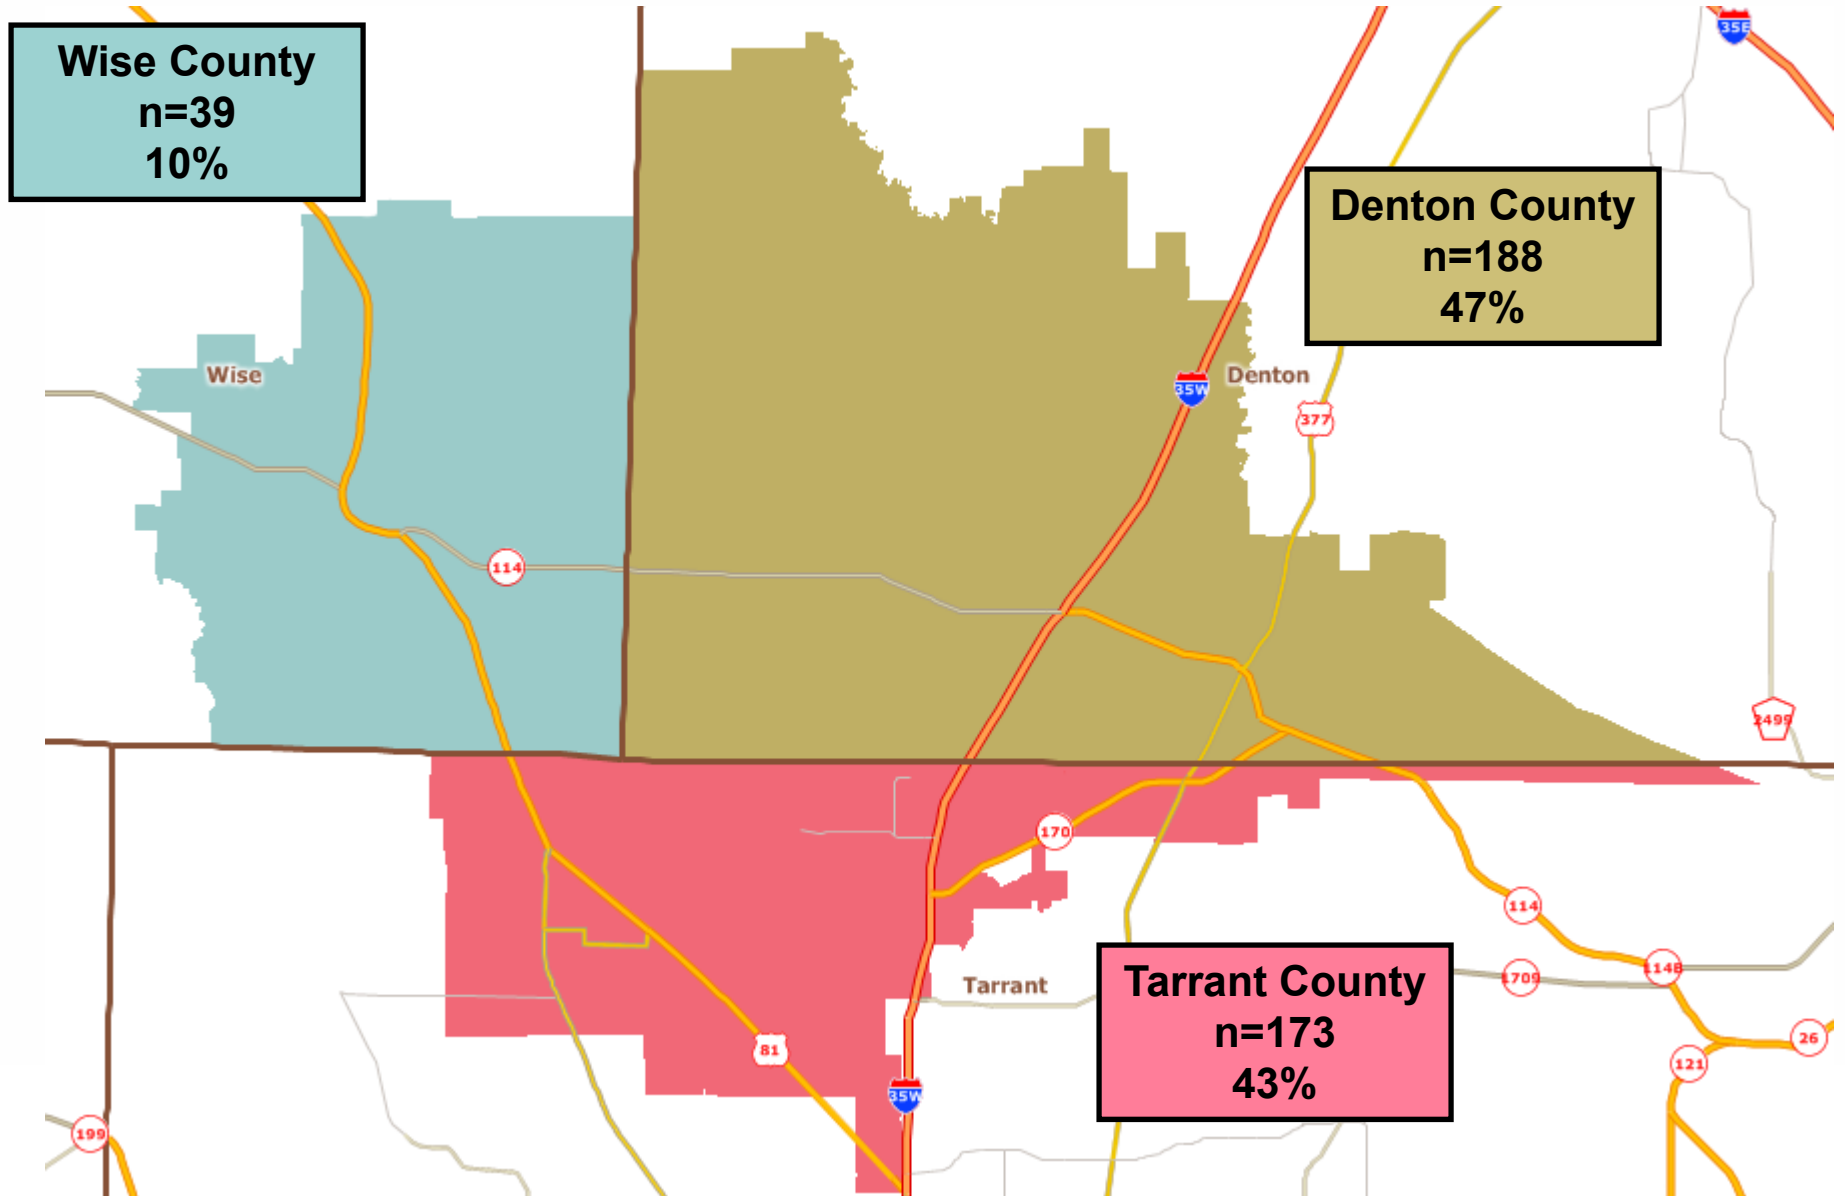 Wise County
n=39
10%
35E
Denton County
n=188
47%
Wise
35W
Denton
377
114
2499
170
114
Tarrant
Tarrant County
n=173
43%
1709
114B
26
81
121
35W
199